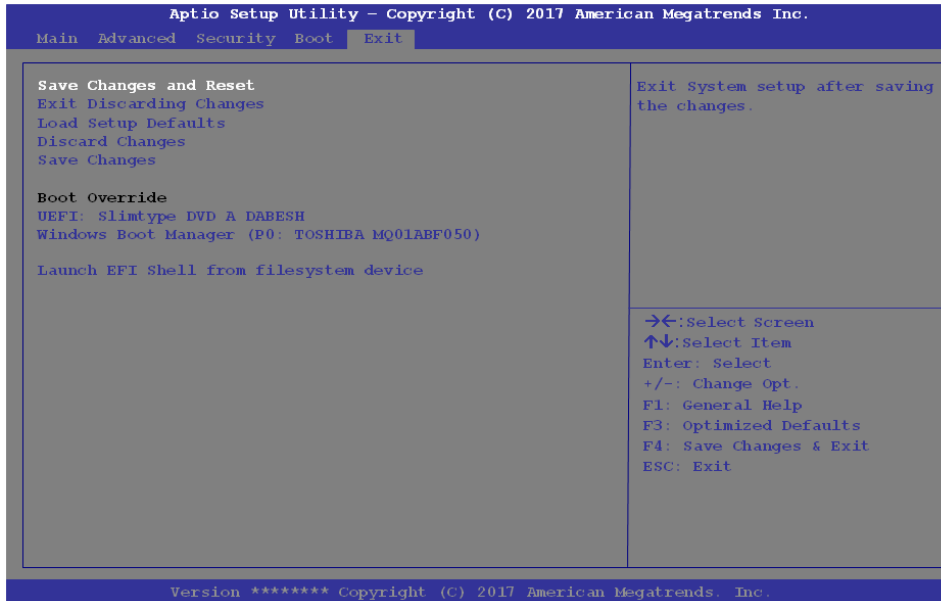 Aptio Setup Utility – Copyright (C) 2017 American Megatrends Inc.
Main Advanced Security Boot Exit
Save Changes and Reset
Exit Discarding Changes
Load Setup Defaults
Discard Changes
Save Changes
Boot Override
UEFI: Slimtype DVD A DABESH
Windows Boot Manager (P0: TOSHIBA MQ01ABF050)
Launch EFI Shell from filesystem device
Exit System setup after saving
the changes.
→←:Select Screen
↑↓:Select Item
Enter: Select
+/-: Change Opt.
F1: General Help
F3: Optimized Defaults
F4: Save Changes & Exit
ESC: Exit
Version ******** Copyright (C) 2017 American Megatrends. Inc.